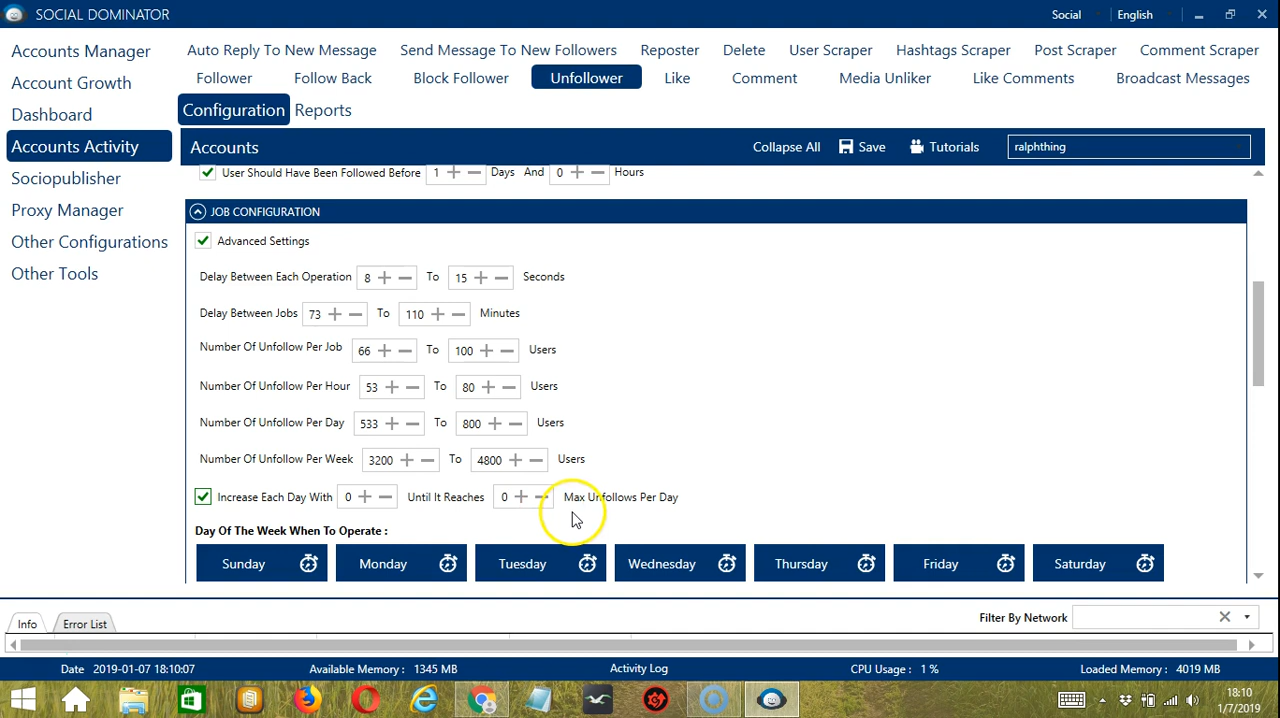 SOCIAL DOMINATOR
Social
English
Accounts Manager
Account Growth
Dashboard
Accounts Activity
Sociopublisher
Proxy Manager
Other Configurations
Other Tools
Auto Reply To New Message Send Message To New Followers Reposter Delete User Scraper Hashtags Scraper Post Scraper Comment Scraper
Follower Follow Back Block Follower Unfollower Like Comment Media Unliker Like Comments Broadcast Messages
Configuration Reports
Accounts Collapse All Save Tutorials ralphthing
User Should Have Been Followed Before 1 Days And 0 Hours
JOB CONFIGURATION
Advanced Settings
Delay Between Each Operation 8 To 15 Seconds
Delay Between Jobs 73 To 110 Minutes
Number Of Unfollow Per Job 66 To 100 Users
Number Of Unfollow Per Hour 53 To 80 Users
Number Of Unfollow Per Day 533 To 800 Users
Number Of Unfollow Per Week 3200 To 4800 Users
Increase Each Day With 0 Until It Reaches 0 Max Unfollows Per Day
Day Of The Week When To Operate :
Sunday Monday Tuesday Wednesday Thursday Friday Saturday
Info Error List Filter By Network
Date 2019-01-07 18:10:07 Available Memory : 1345 MB Activity Log CPU Usage : 1 % Loaded Memory : 4019 MB
18:10
1/7/2019